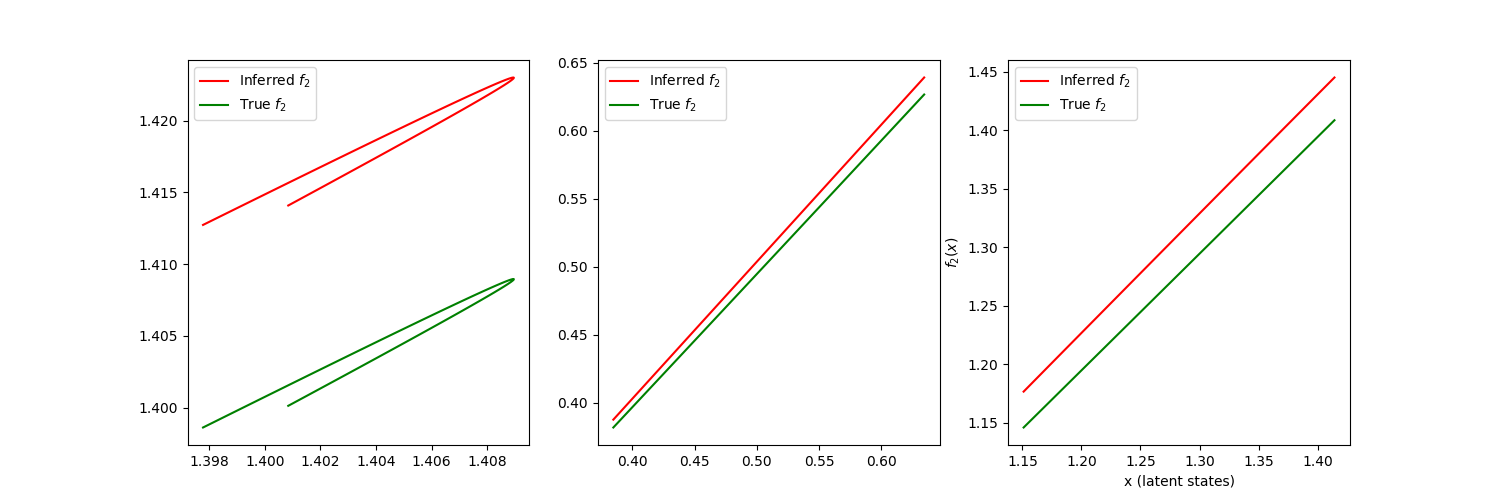 Inferred f₂
True f₂
1.420
1.415
1.410
1.405
1.400
1.398 1.400 1.402 1.404 1.406 1.408
Inferred f₂
True f₂
0.65
0.60
0.55
0.50
0.45
0.40
0.40 0.45 0.50 0.55 0.60
Inferred f₂
True f₂
f₂(x)
1.45
1.40
1.35
1.30
1.25
1.20
1.15
1.15 1.20 1.25 1.30 1.35 1.40
x (latent states)